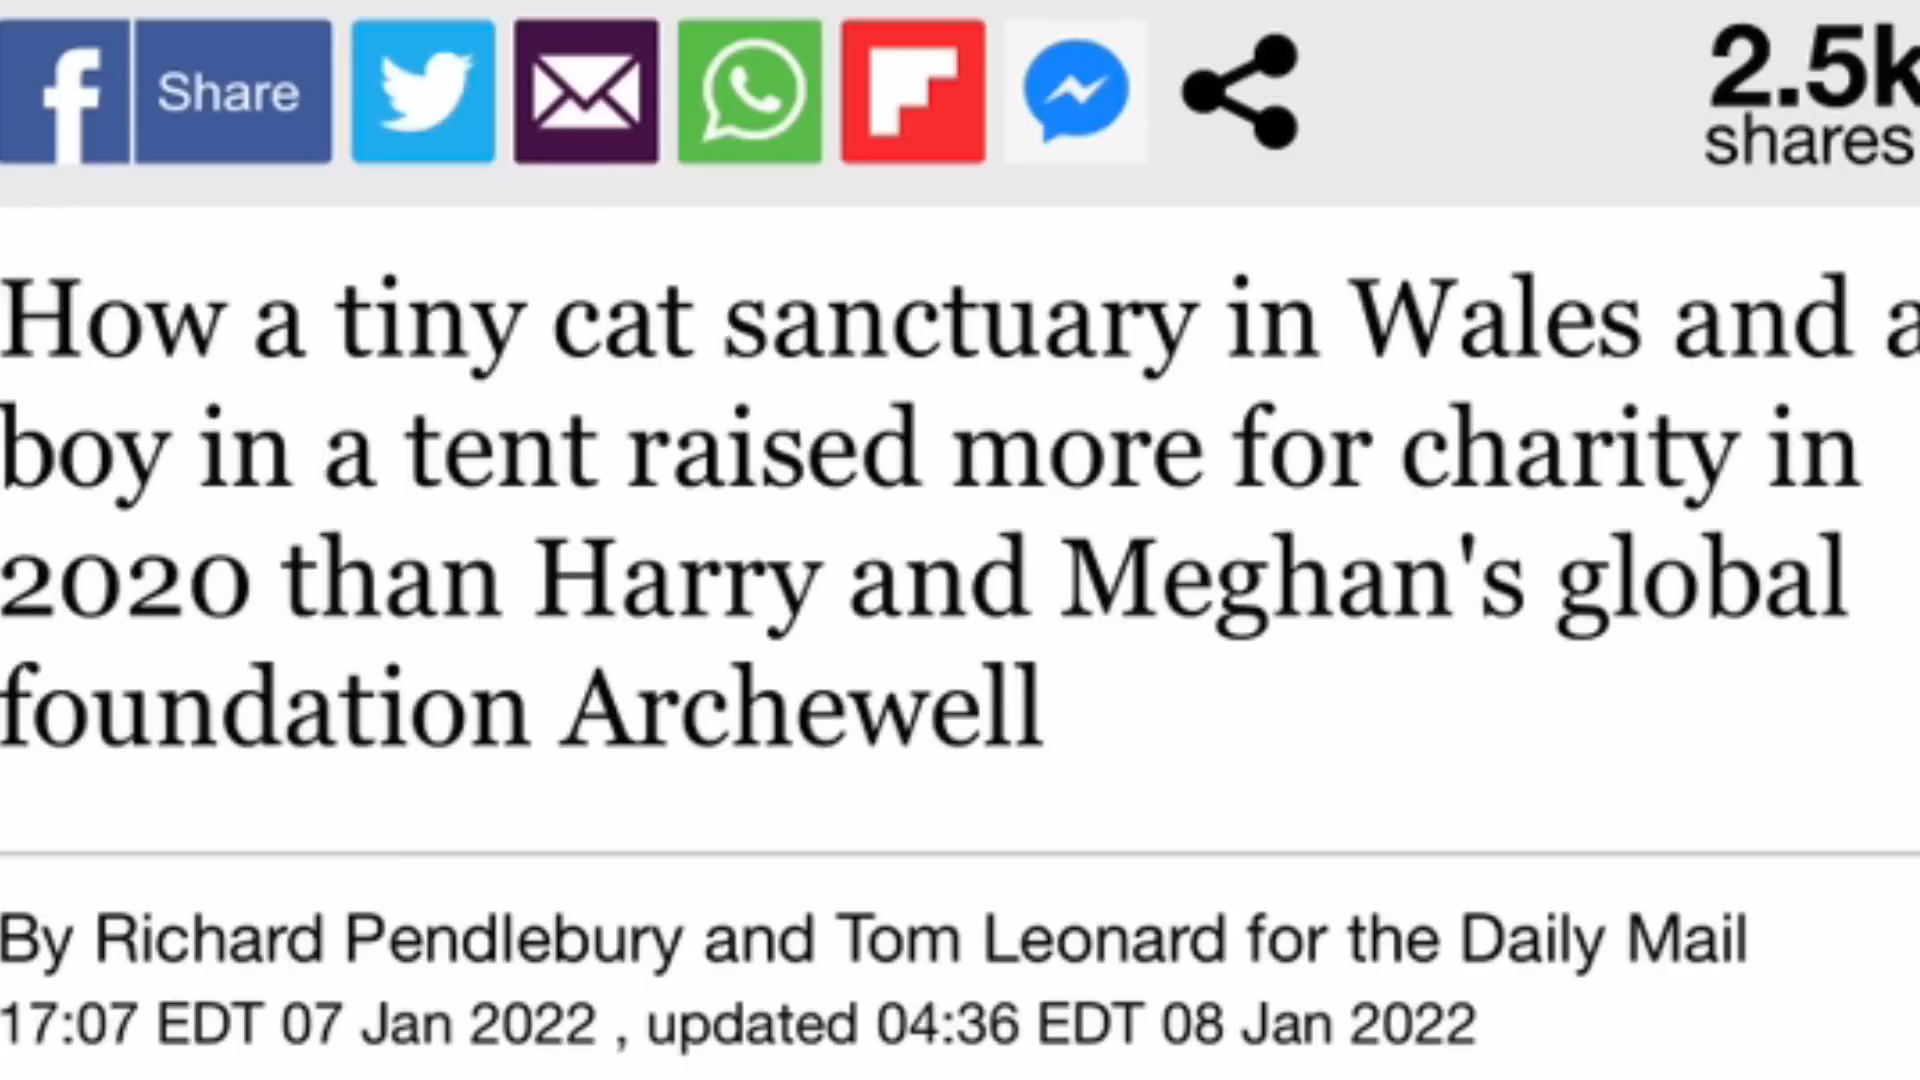 Share
2.5k
shares
How a tiny cat sanctuary in Wales and a
boy in a tent raised more for charity in
2020 than Harry and Meghan's global
foundation Archewell
By Richard Pendlebury and Tom Leonard for the Daily Mail
17:07 EDT 07 Jan 2022 , updated 04:36 EDT 08 Jan 2022